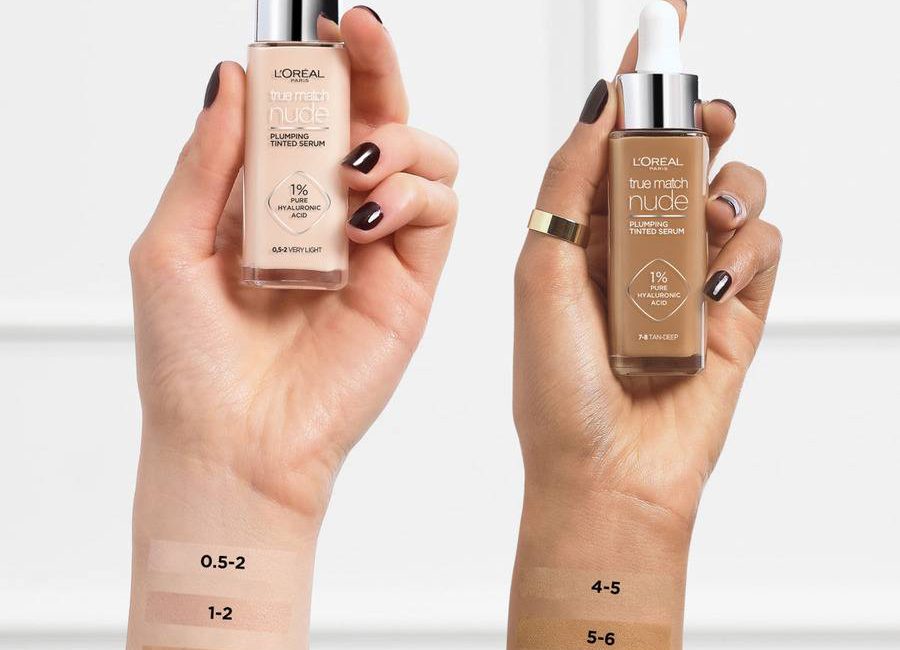 L'ORÉAL
PARIS
true match
nude
PLUMPING
TINTED SERUM
1%
PURE
HYALURONIC
ACID
0,5-2 VERY LIGHT
0.5-2
1-2
L'ORÉAL
PARIS
true match
nude
PLUMPING
TINTED SERUM
1%
PURE
HYALURONIC
ACID
7-8 TAN-DEEP
4-5
5-6